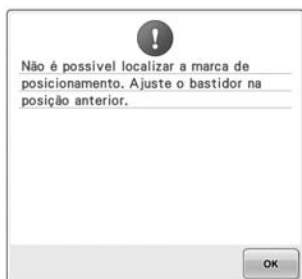 Não é possível localizar a marca de
posicionamento. Ajuste o bastidor na
posição anterior.
OK